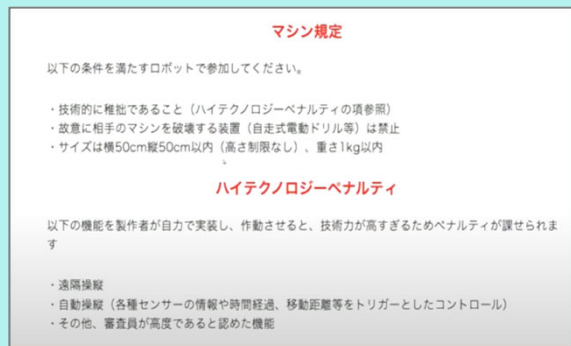 マシン規定
以下の条件を満たすロボットで参加してください。
・技術的に稚拙であること（ハイテクノロジーペナルティの項参照）
・故意に相手のマシンを破壊する装置（自走式電動ドリル等）は禁止
・サイズは横50cm縦50cm以内（高さ制限なし）、重さ1kg以内
ハイテクノロジーペナルティ
以下の機能を製作者が自力で実装し、作動させると、技術力が高すぎるためペナルティが課せられま
す
・遠隔操縦
・自動操縦（各種センサーの情報や時間経過、移動距離等をトリガーとしたコントロール）
・その他、審査員が高度であると認めた機能